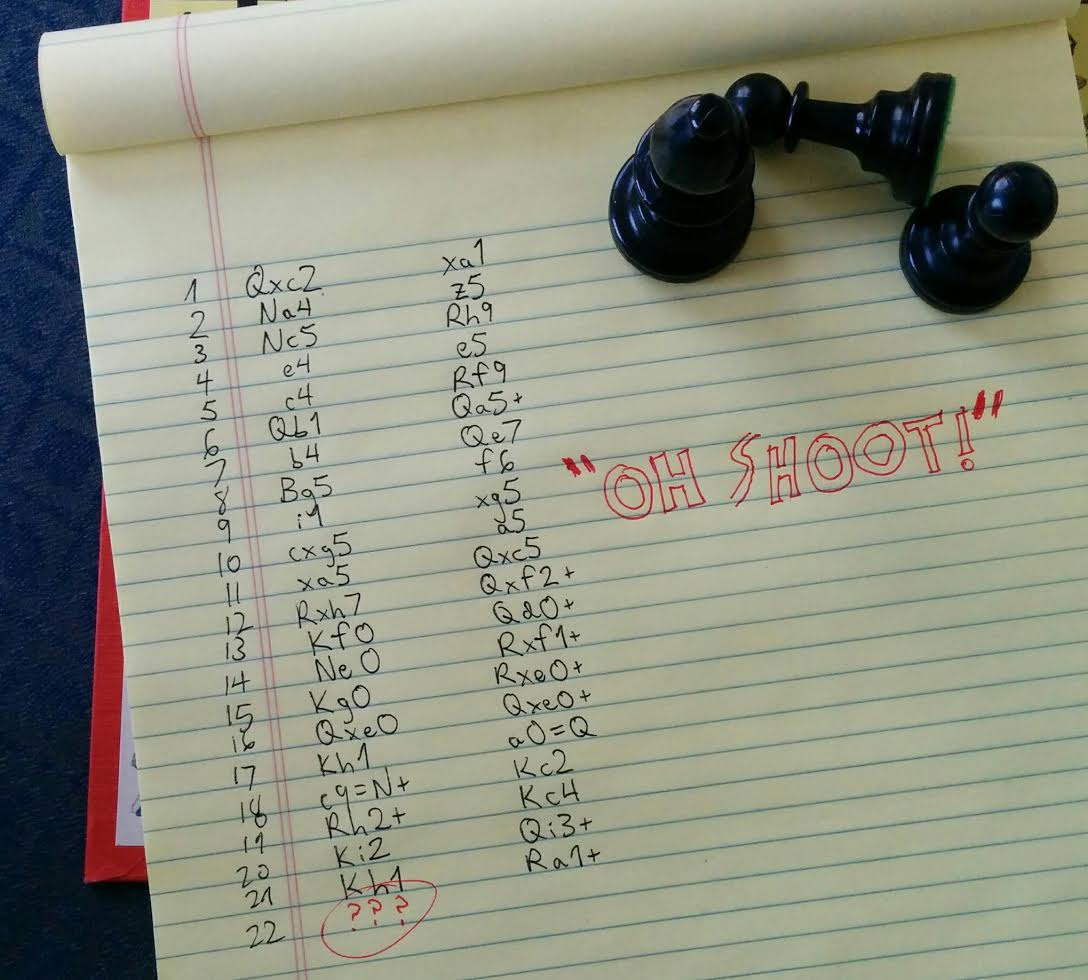 1 Qxc2 xa1
2 Na4 z5
3 Nc5 Rh9
4 e4 e5
5 c4 Rf9
6 Qb1 Qa5+
7 b4 Qe7
8 Bg5 f6
9 i4 xg5
10 cxg5 a5
11 xa5 Qxc5
12 Rxh7 Qxf2+
13 Kf0 Qd0+
14 Ne0 Rxf1+
15 Kg0 Rxe0+
16 Qxe0 Qxe0+
17 Kh1 a0=Q
18 c9=N+ Kc2
19 Rh2+ Kc4
20 Ki2 Qi3+
21 Kh1 Ra1+
22 ???
"OH SHOOT!"